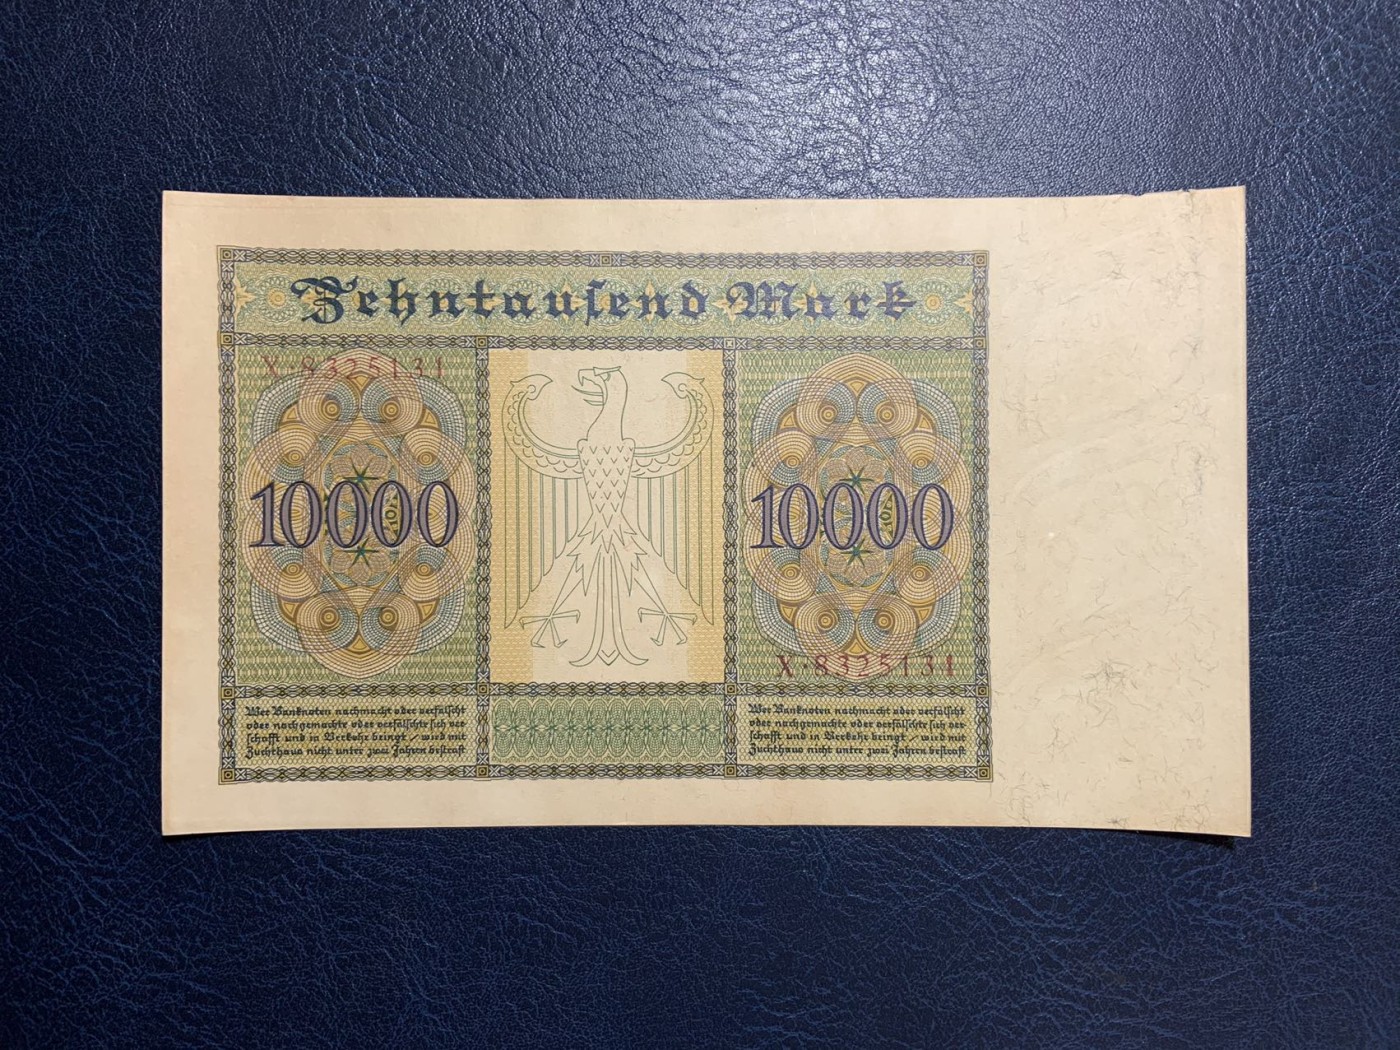 Zehntausend Mark
X·8325131
10000
10000
X·8325131
Wer Banknoten nachmacht oder verfälscht
oder nachgemachte oder verfälschte sich ver-
schafft und in Verkehr bringt / wird mit
Zuchthaus nicht unter zwei Jahren bestraft
Wer Banknoten nachmacht oder verfälscht
oder nachgemachte oder verfälschte sich ver-
schafft und in Verkehr bringt / wird mit
Zuchthaus nicht unter zwei Jahren bestraft